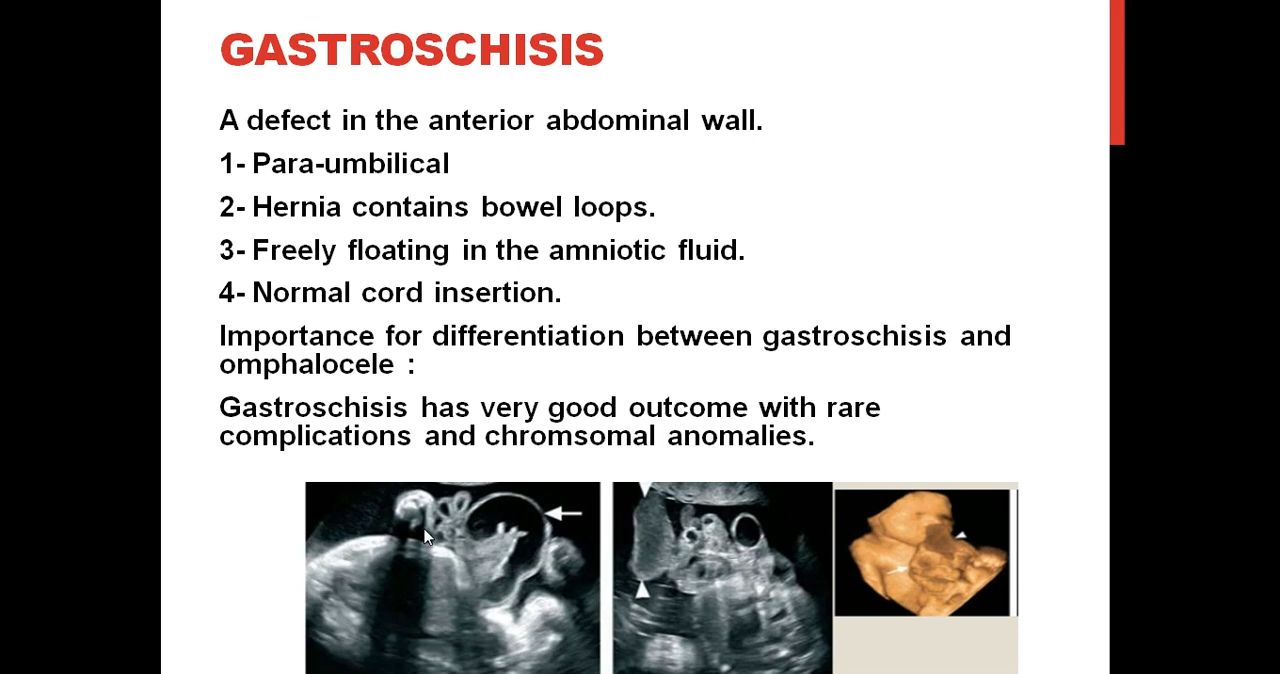 GASTROSCHISIS
A defect in the anterior abdominal wall.
1- Para-umbilical
2- Hernia contains bowel loops.
3- Freely floating in the amniotic fluid.
4- Normal cord insertion.
Importance for differentiation between gastroschisis and
omphalocele :
Gastroschisis has very good outcome with rare
complications and chromsomal anomalies.